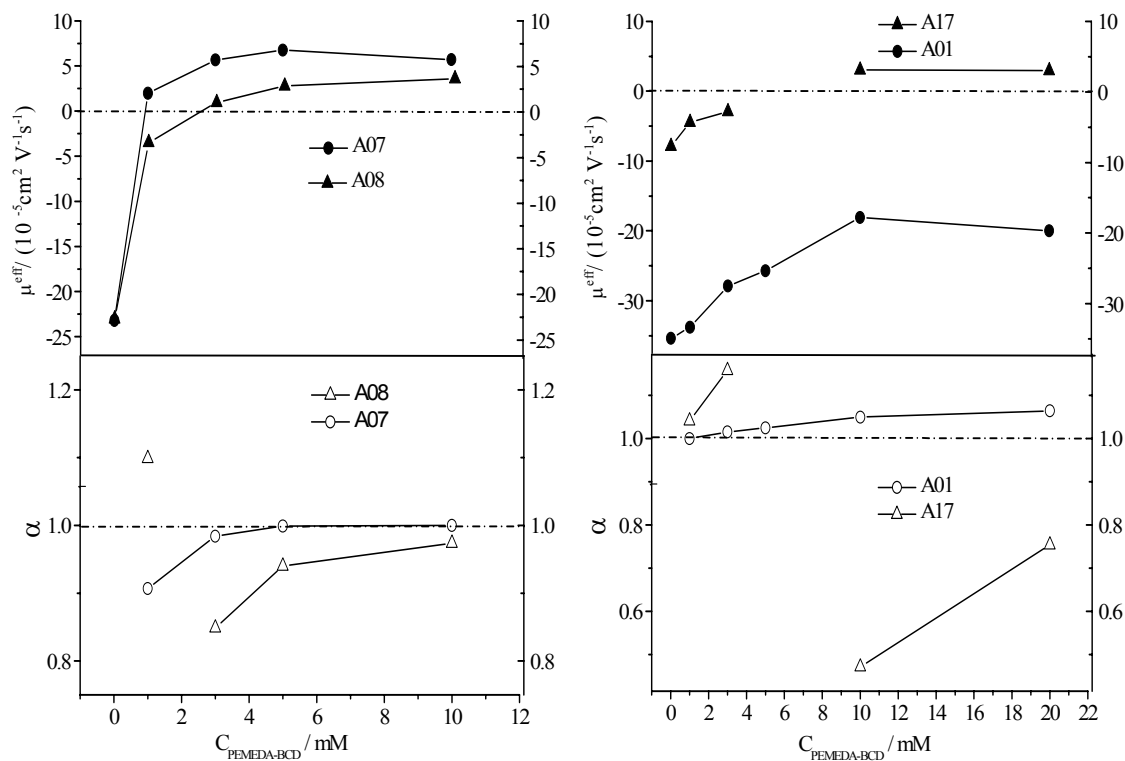 10
5
0
-5
-10
-15
-20
-25
μeff/ (10 -5cm2 V-1s-1)
10
5
0
-5
-10
-15
-20
-25
A07
A08
1.2
1.0
0.8
α
1.2
1.0
0.8
A08
A07
0 2 4 6 8 10 12
CPEMEDA-BCD / mM
10
0
-10
-20
-30
μeff/ (10-5cm2 V-1s-1)
10
0
-10
-20
-30
A17
A01
1.0
0.8
0.6
α
1.0
0.8
0.6
A01
A17
0 2 4 6 8 10 12 14 16 18 20 22
CPEMEDA-BCD / mM